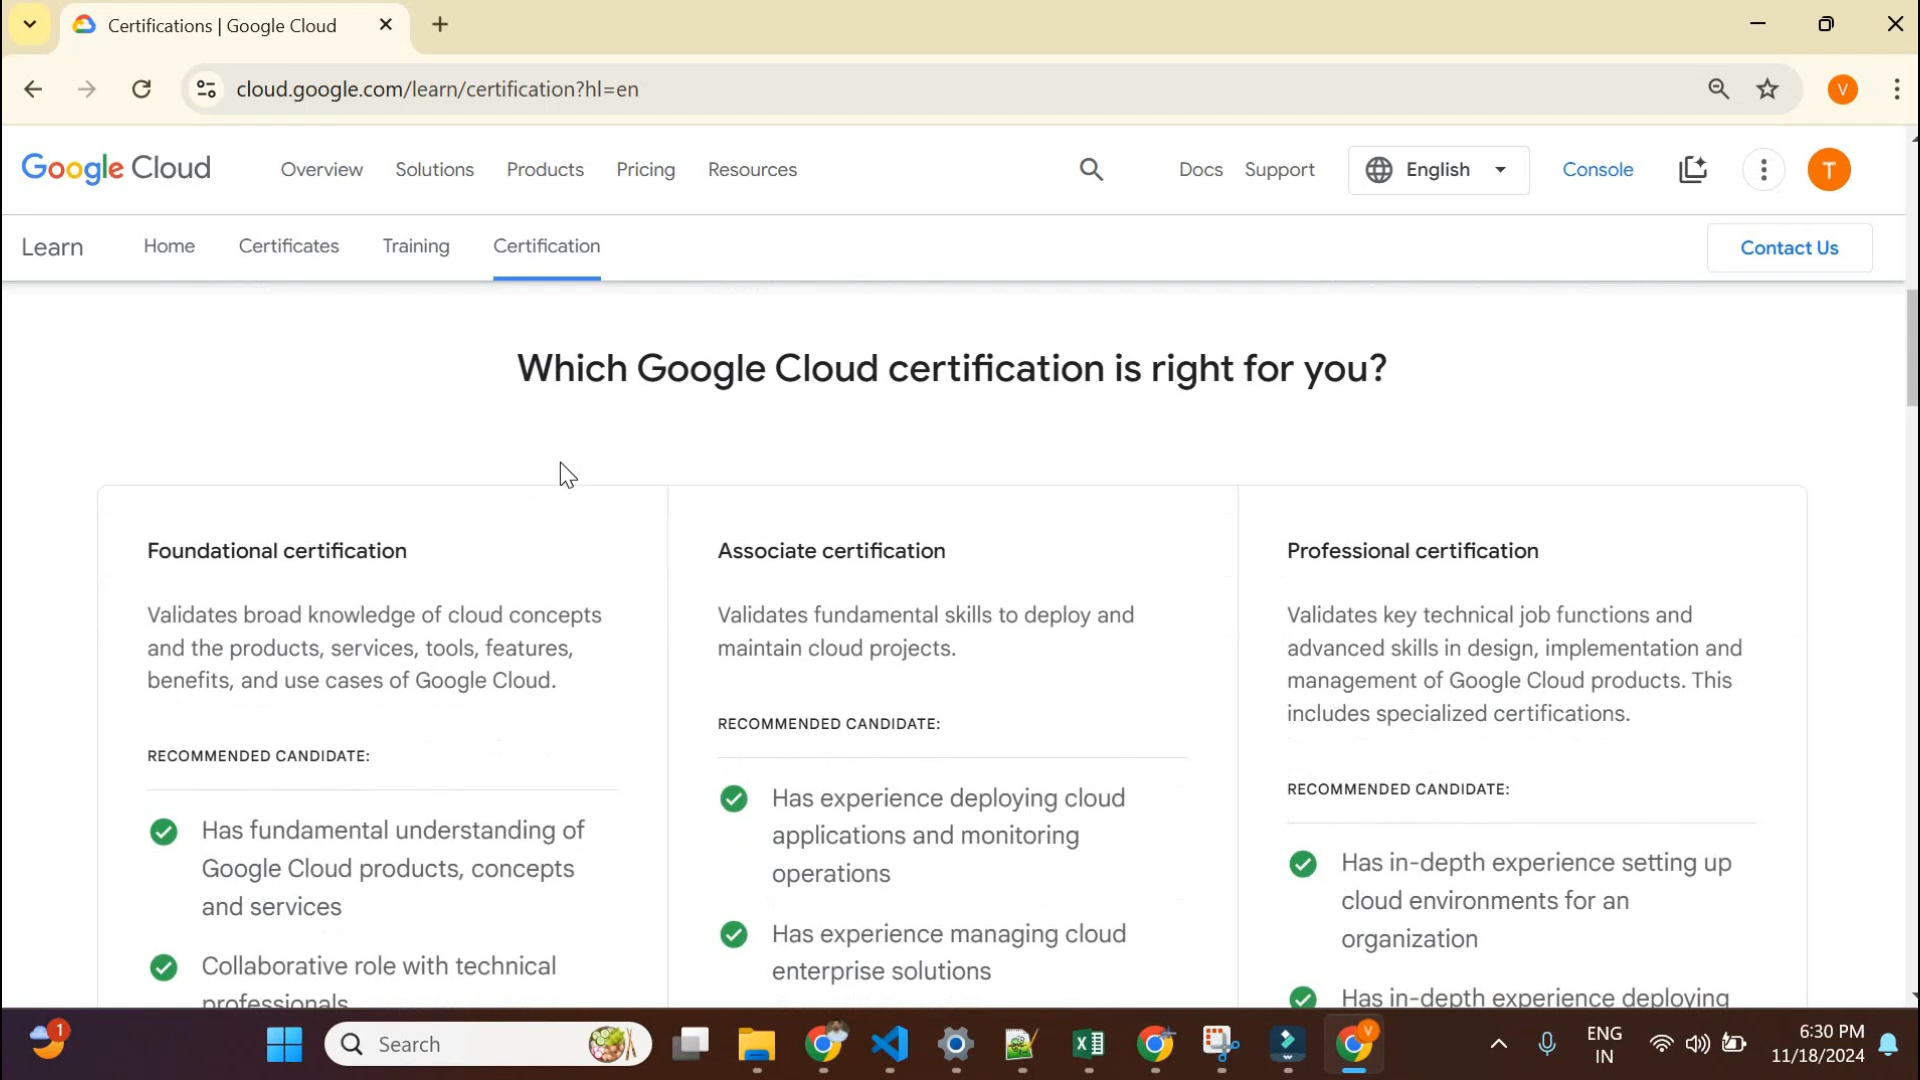 Certifications | Google Cloud
cloud.google.com/learn/certification?hl=en
V
Google Cloud
Overview
Solutions
Products
Pricing
Resources
Docs
Support
English
Console
T
Learn
Home
Certificates
Training
Certification
Contact Us
Which Google Cloud certification is right for you?
Foundational certification
Validates broad knowledge of cloud concepts
and the products, services, tools, features,
benefits, and use cases of Google Cloud.
RECOMMENDED CANDIDATE:
Has fundamental understanding of
Google Cloud products, concepts
and services
Collaborative role with technical
professionals
Associate certification
Validates fundamental skills to deploy and
maintain cloud projects.
RECOMMENDED CANDIDATE:
Has experience deploying cloud
applications and monitoring
operations
Has experience managing cloud
enterprise solutions
Professional certification
Validates key technical job functions and
advanced skills in design, implementation and
management of Google Cloud products. This
includes specialized certifications.
RECOMMENDED CANDIDATE:
Has in-depth experience setting up
cloud environments for an
organization
Has in-depth experience deploying
1
Search
V
ENG
IN
6:30 PM
11/18/2024